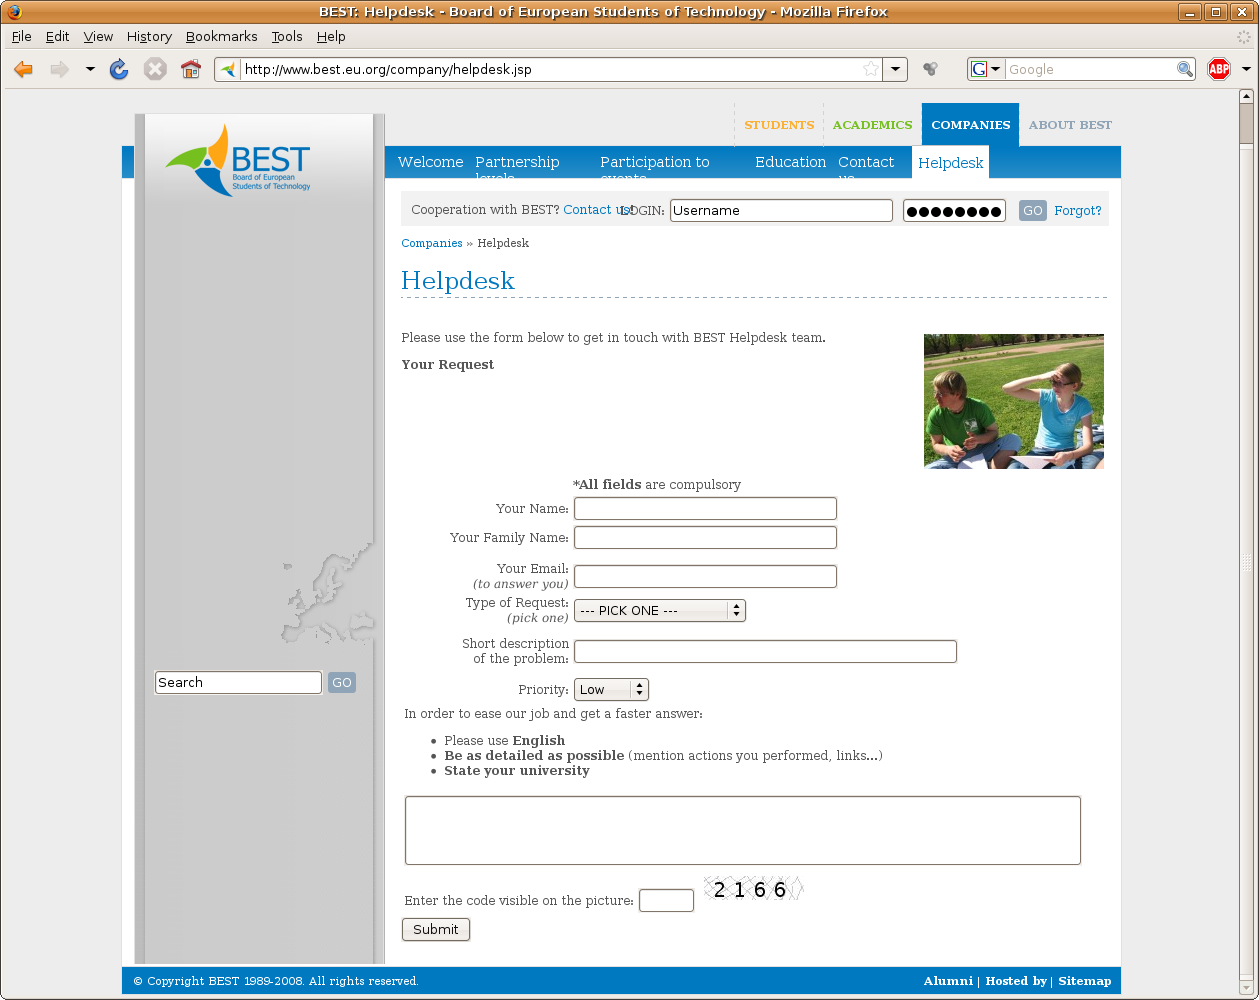 BEST: Helpdesk - Board of European Students of Technology - Mozilla Firefox
File Edit View History Bookmarks Tools Help
http://www.best.eu.org/company/helpdesk.jsp
G Google
ABP
STUDENTS ACADEMICS COMPANIES ABOUT BEST
BEST
Board of European
Students of Technology
Welcome Partnership levels Participation to events Education Contact us Helpdesk
Cooperation with BEST? Contact us! LOGIN: Username GO Forgot?
Companies » Helpdesk
Helpdesk
Please use the form below to get in touch with BEST Helpdesk team.
Your Request
*All fields are compulsory
Your Name:
Your Family Name:
Your Email:
(to answer you)
Type of Request:
(pick one)
--- PICK ONE ---
Short description
of the problem:
Search GO
Priority: Low
In order to ease our job and get a faster answer:
• Please use English
• Be as detailed as possible (mention actions you performed, links...)
• State your university
Enter the code visible on the picture: 2166
Submit
© Copyright BEST 1989-2008. All rights reserved. Alumni | Hosted by | Sitemap